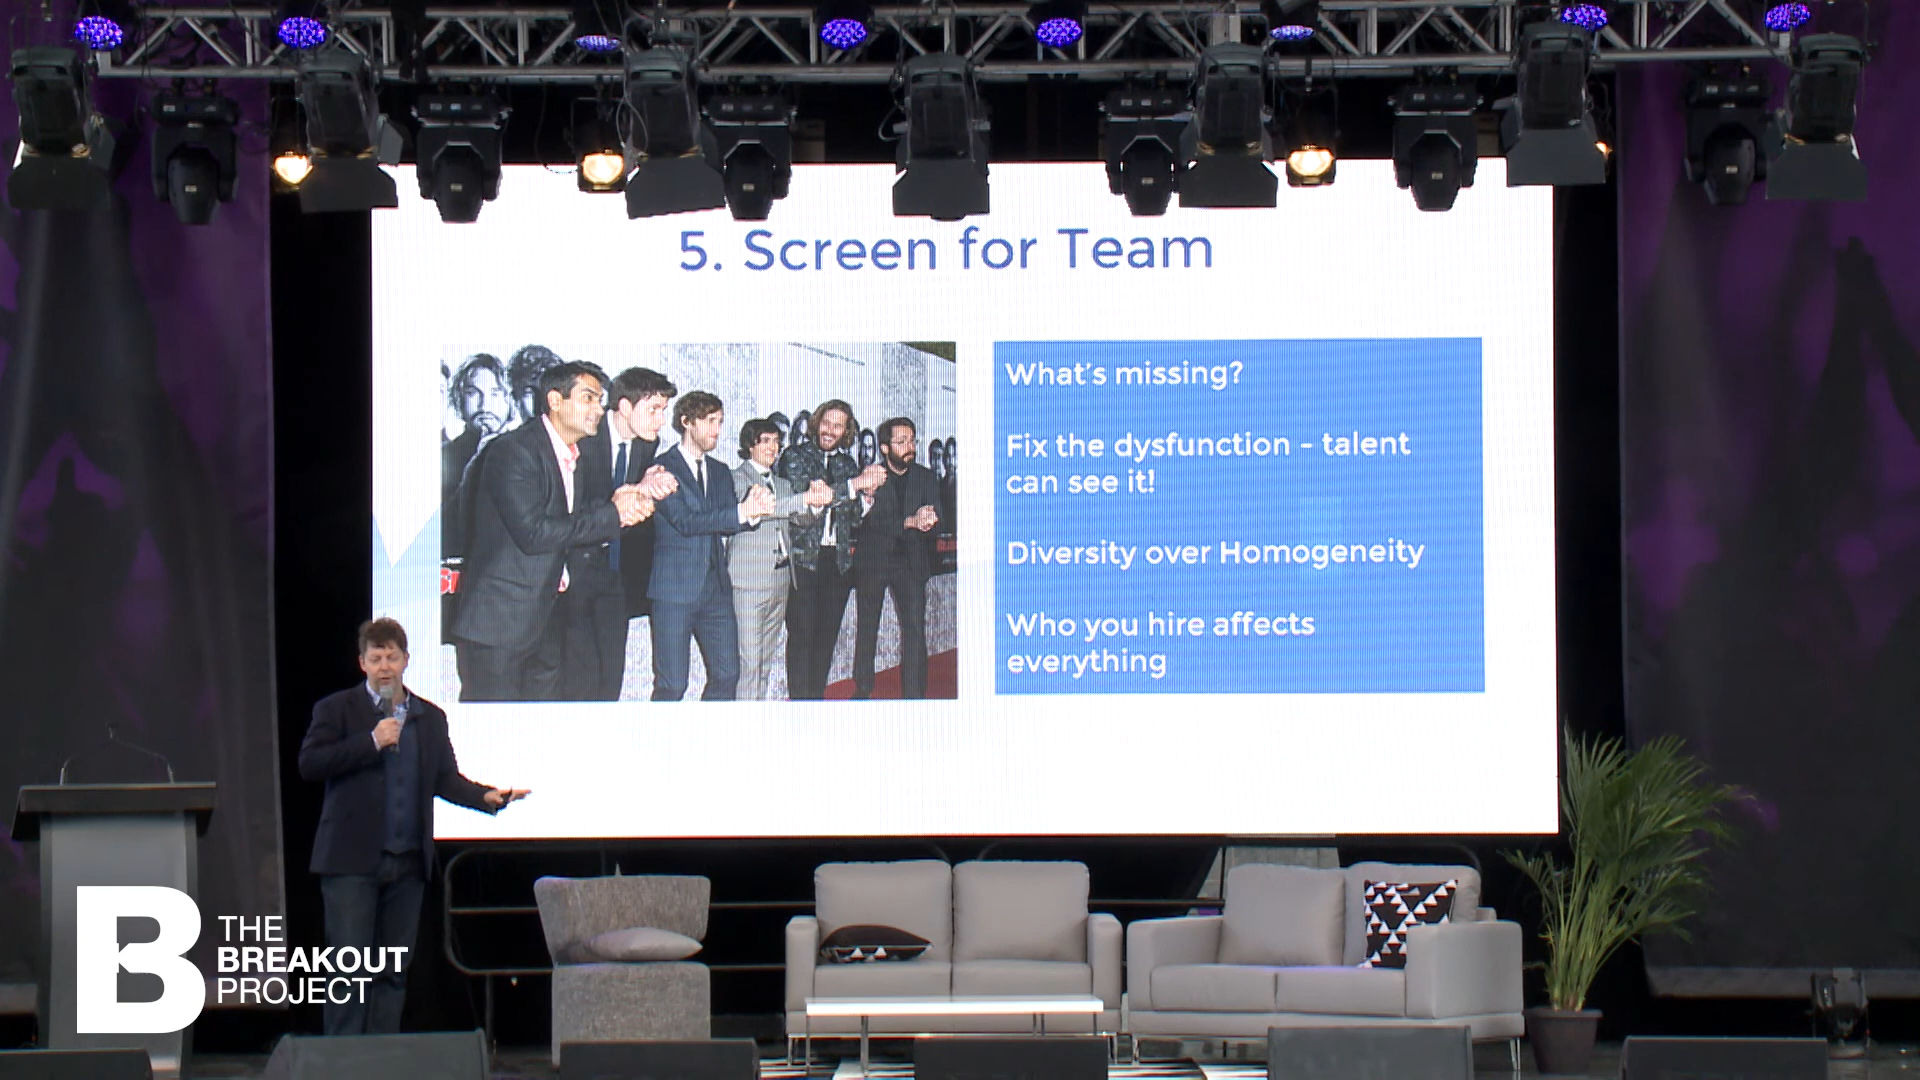 5. Screen for Team
What's missing?
Fix the dysfunction - talent
can see it!
Diversity over Homogeneity
Who you hire affects
everything
B THE
BREAKOUT
PROJECT